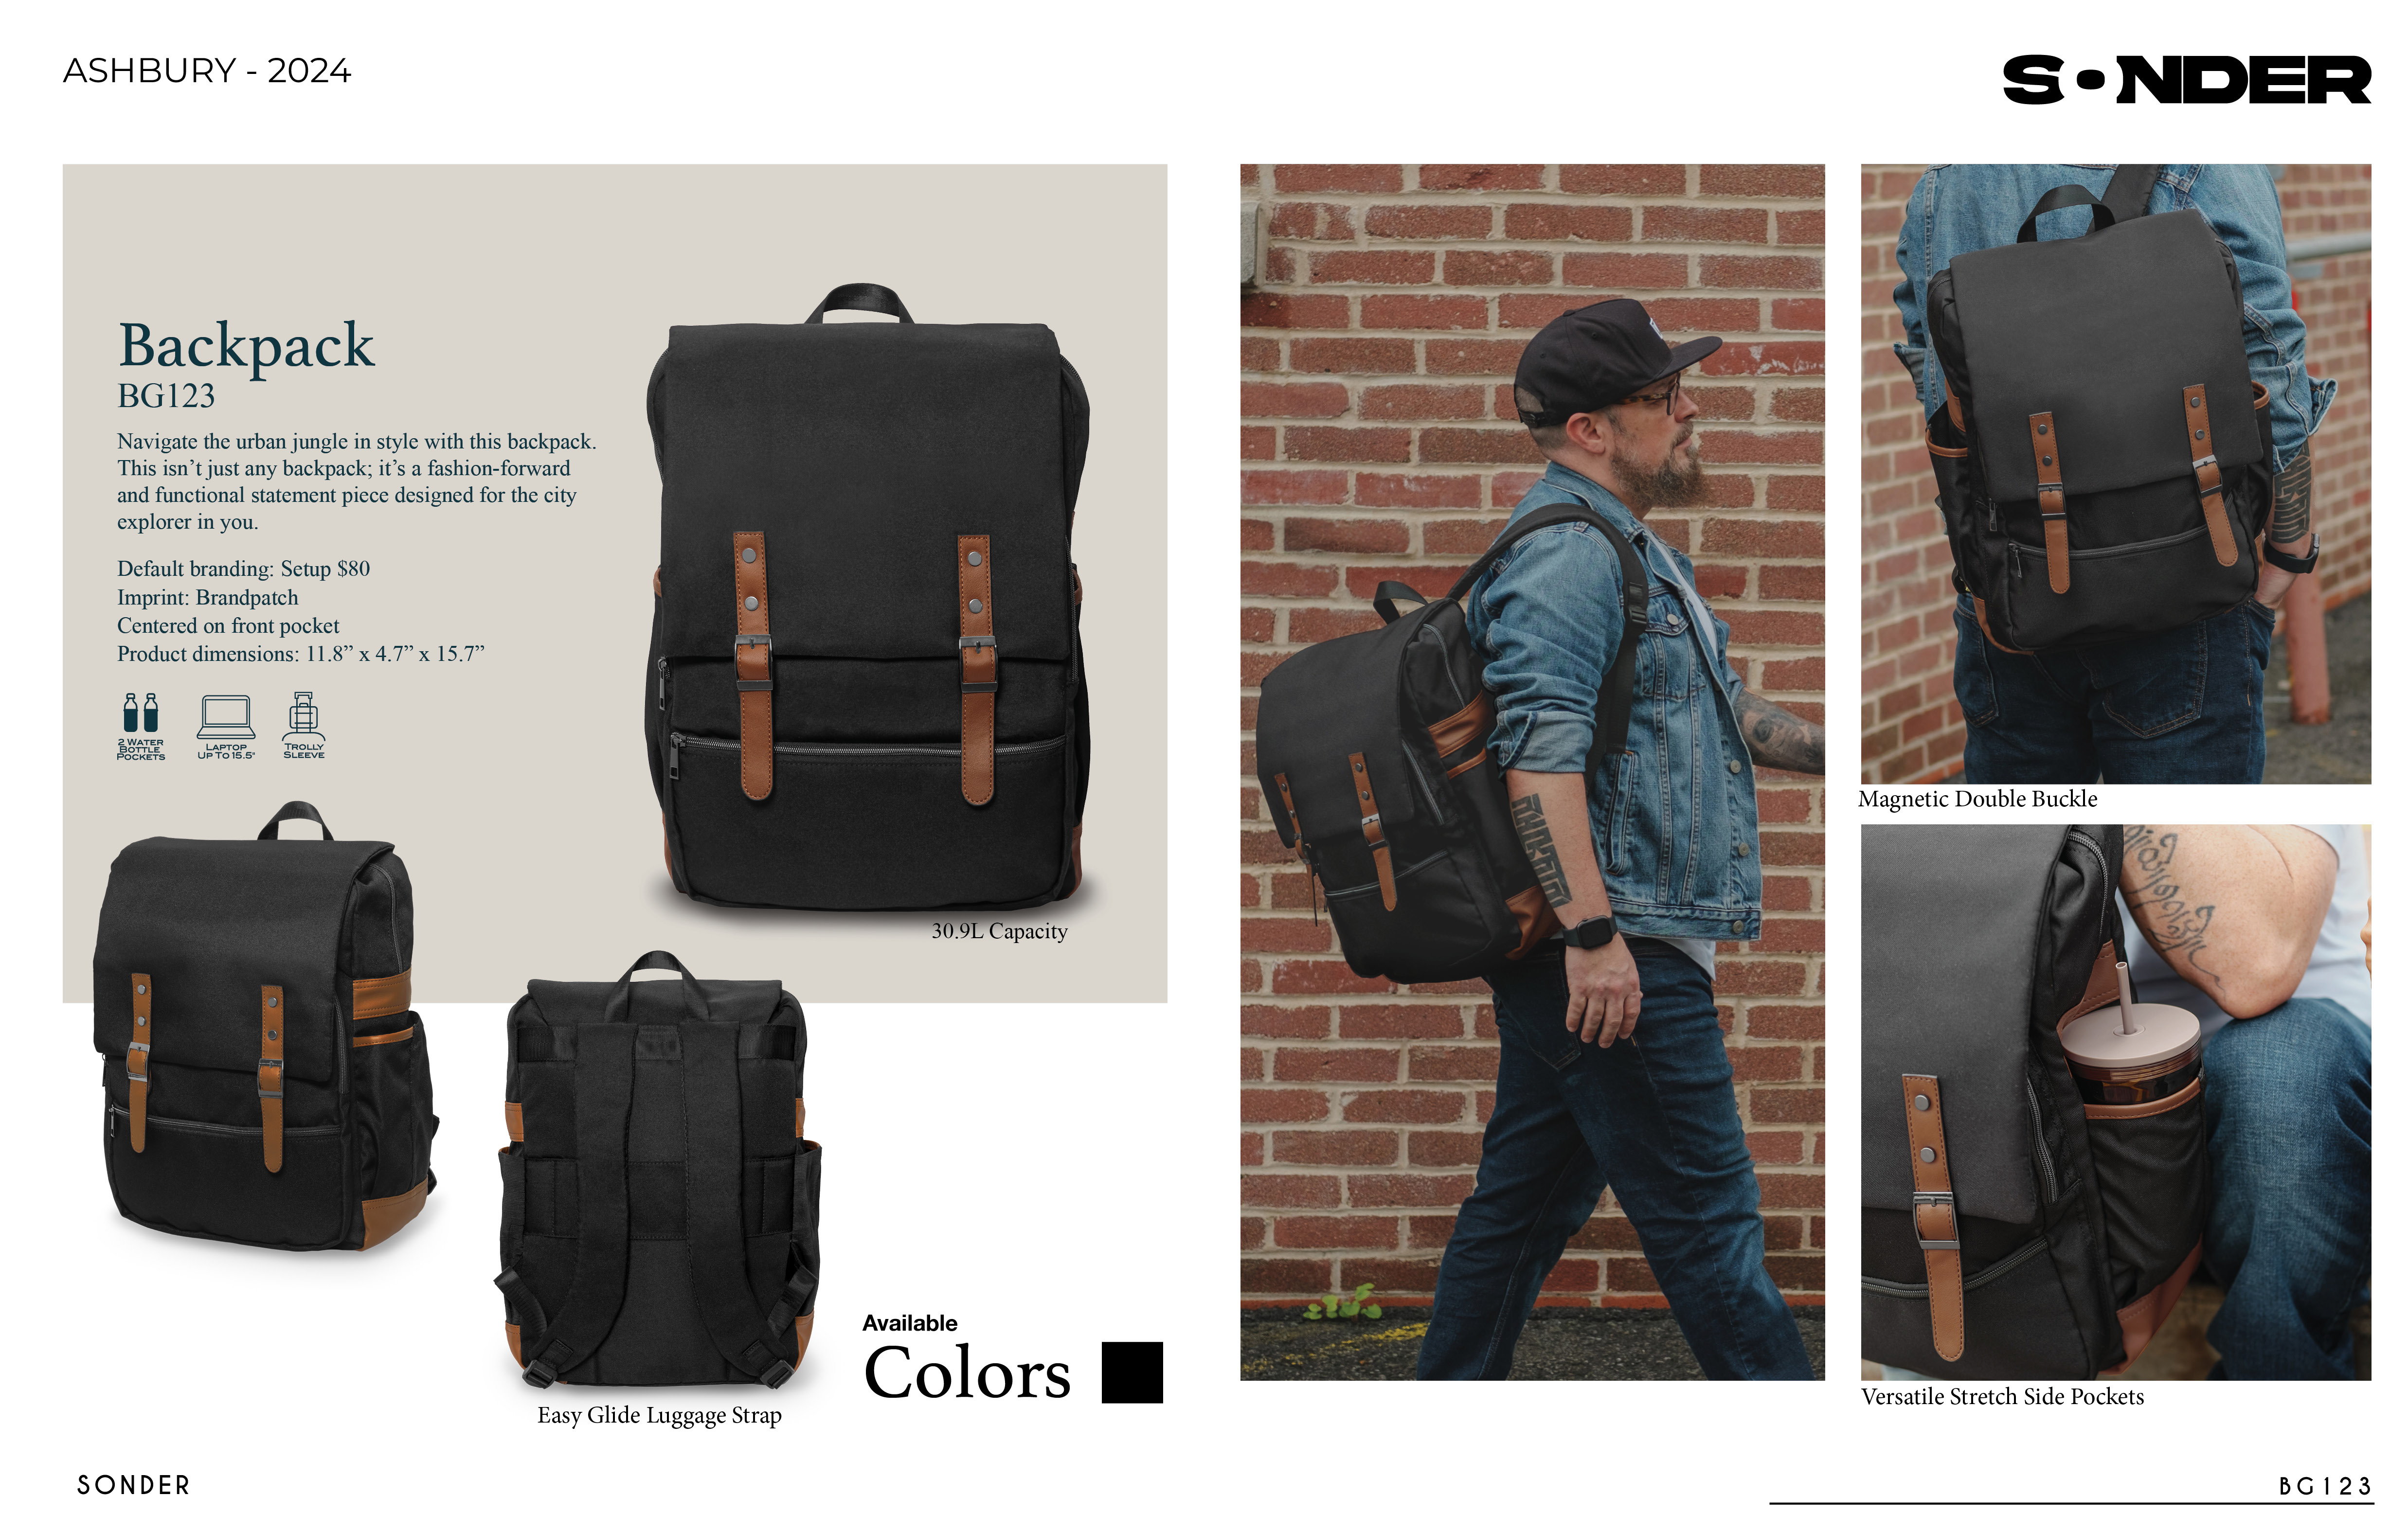 ASHBURY - 2024
S•NDER
Backpack
BG123
Navigate the urban jungle in style with this backpack.
This isn’t just any backpack; it’s a fashion-forward
and functional statement piece designed for the city
explorer in you.
Default branding: Setup $80
Imprint: Brandpatch
Centered on front pocket
Product dimensions: 11.8” x 4.7” x 15.7”
2 WATER
BOTTLE
POCKETS
LAPTOP
UP TO 15.5"
TROLLY
SLEEVE
30.9L Capacity
Easy Glide Luggage Strap
Available
Colors
Magnetic Double Buckle
Versatile Stretch Side Pockets
SONDER
BG123